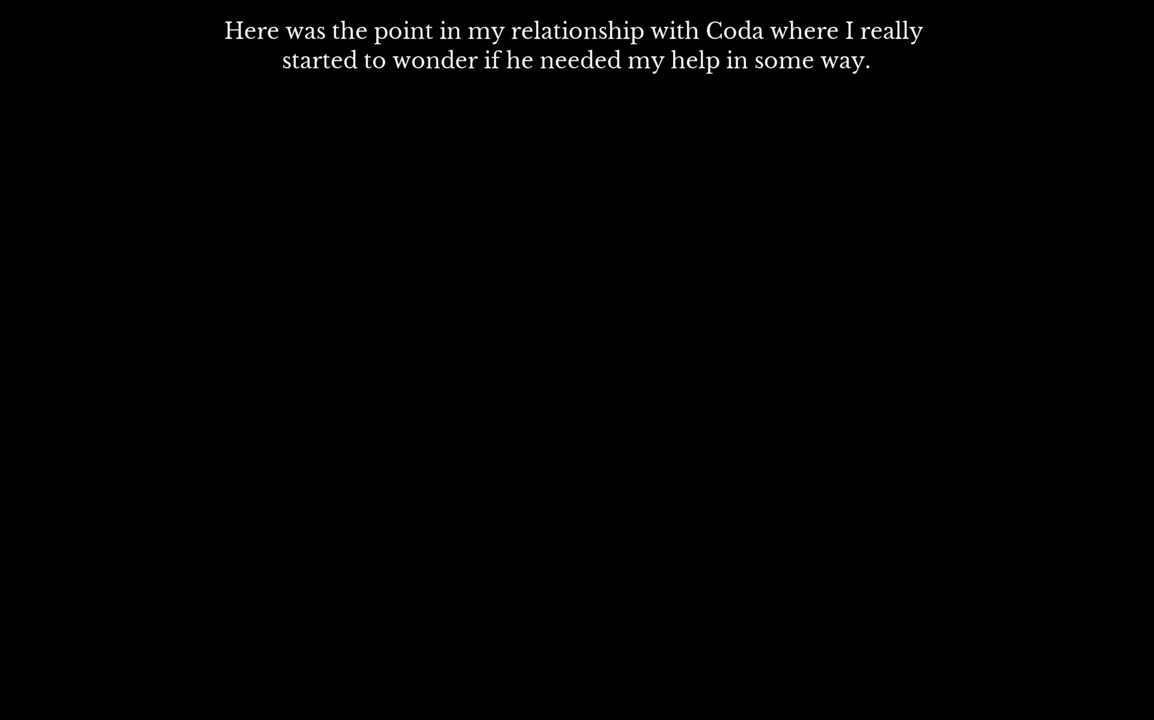 Here was the point in my relationship with Coda where I really
started to wonder if he needed my help in some way.